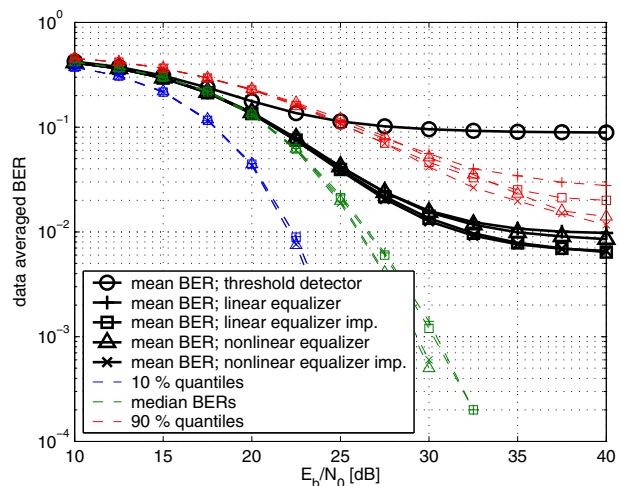 10^0
10^-1
10^-2
10^-3
10^-4
data averaged BER
mean BER; threshold detector
mean BER; linear equalizer
mean BER; linear equalizer imp.
mean BER; nonlinear equalizer
mean BER; nonlinear equalizer imp.
10 % quantiles
median BERs
90 % quantiles
10 15 20 25 30 35 40
E_b/N_0 [dB]